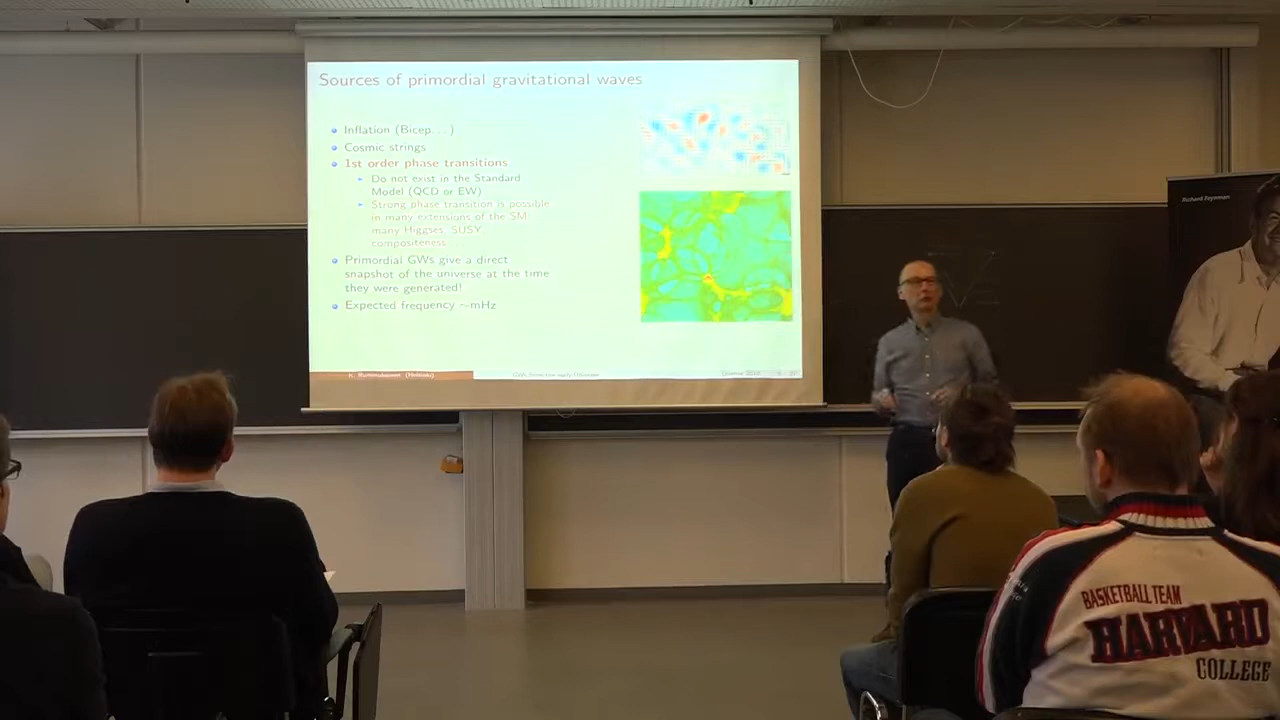 Sources of primordial gravitational waves
Inflation (Bicep...)
Cosmic strings
1st order phase transitions
Do not exist in the Standard
Model (QCD or EW)
Strong phase transition is possible
in many extensions of the SM:
many Higgses, SUSY,
compositeness...
Primordial GWs give a direct
snapshot of the universe at the time
they were generated!
Expected frequency ~mHz
(Helsinki)
Richard Feynman
BASKETBALL TEAM
HARVARD
COLLEGE